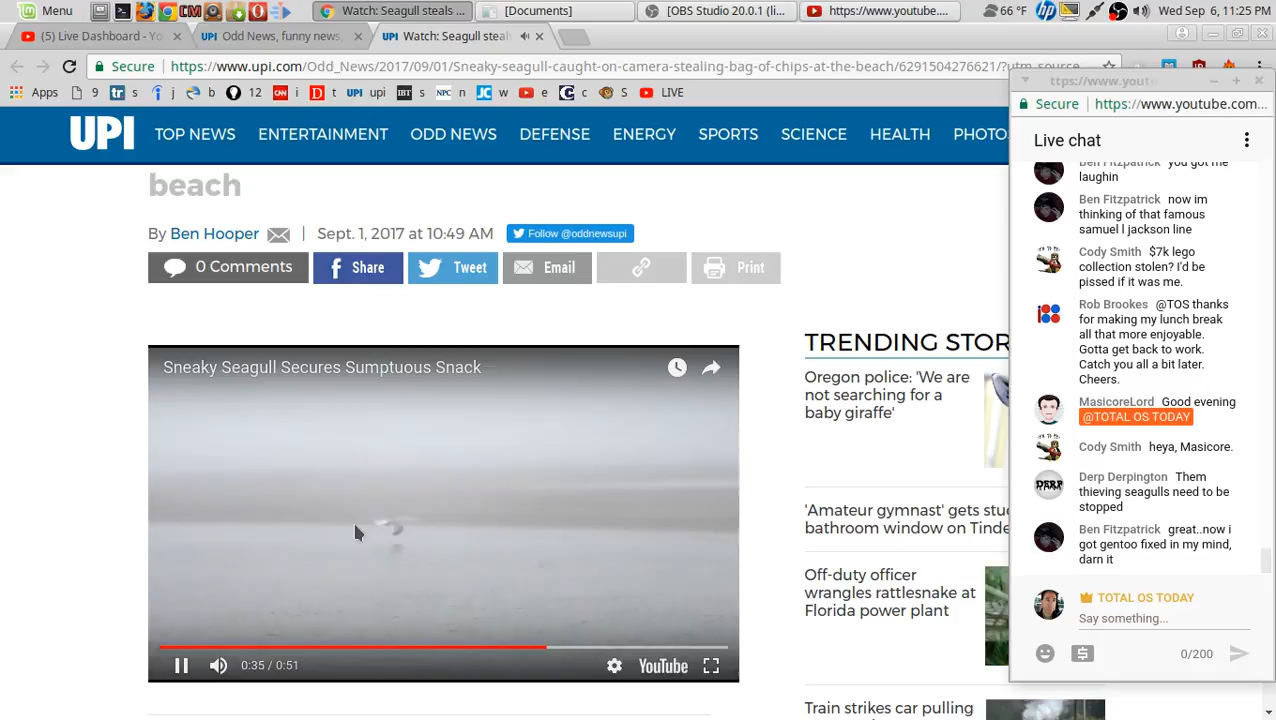 Menu
Watch: Seagull steals ...
[Documents]
[OBS Studio 20.0.1 (li...
https://www.youtube....
66 °F
Wed Sep 6, 11:25 PM
(5) Live Dashboard - Yo
Odd News, funny news,
Watch: Seagull steal
Secure
https://www.upi.com/Odd_News/2017/09/01/Sneaky-seagull-caught-on-camera-stealing-bag-of-chips-at-the-beach/6291504276621/?utm_source
Apps
9
s
n
b
12
i
t
upi
s
n
w
e
c
S
LIVE
UPI
TOP NEWS
ENTERTAINMENT
ODD NEWS
DEFENSE
ENERGY
SPORTS
SCIENCE
HEALTH
PHOTO
beach
By Ben Hooper
Sept. 1, 2017 at 10:49 AM
Follow @oddnewsupi
0 Comments
Share
Tweet
Email
Print
Sneaky Seagull Secures Sumptuous Snack
0:35 / 0:51
YouTube
TRENDING STOR
Oregon police: 'We are
not searching for a
baby giraffe'
'Amateur gymnast' gets stuc
bathroom window on Tinde
Off-duty officer
wrangles rattlesnake at
Florida power plant
Train strikes car pulling
ttps://www.yout
Secure
https://www.youtube.com...
Live chat
Ben Fitzpatrick you got me
laughin
Ben Fitzpatrick now im
thinking of that famous
samuel l jackson line
Cody Smith $7k lego
collection stolen? I'd be
pissed if it was me.
Rob Brookes @TOS thanks
for making my lunch break
all that more enjoyable.
Gotta get back to work.
Catch you all a bit later.
Cheers.
MasicoreLord Good evening
@TOTAL OS TODAY
Cody Smith heya, Masicore.
Derp Derpington Them
thieving seagulls need to be
stopped
Ben Fitzpatrick great..now i
got gentoo fixed in my mind,
darn it
TOTAL OS TODAY
Say something...
0/200